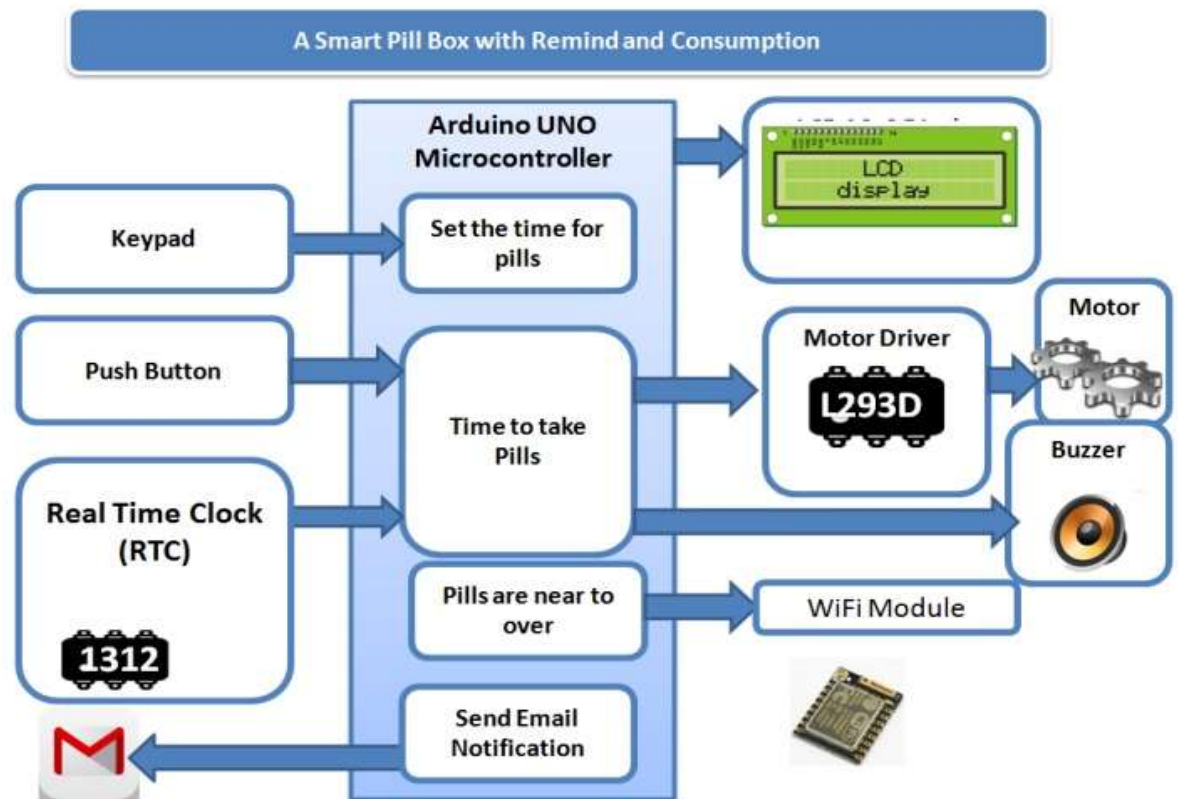 A Smart Pill Box with Remind and Consumption
Arduino UNO
Microcontroller
LCD
display
Keypad
Set the time for
pills
Motor
Push Button
Motor Driver
L293D
Time to take
Pills
Buzzer
Real Time Clock
(RTC)
1312
Pills are near to
over
WiFi Module
Send Email
Notification